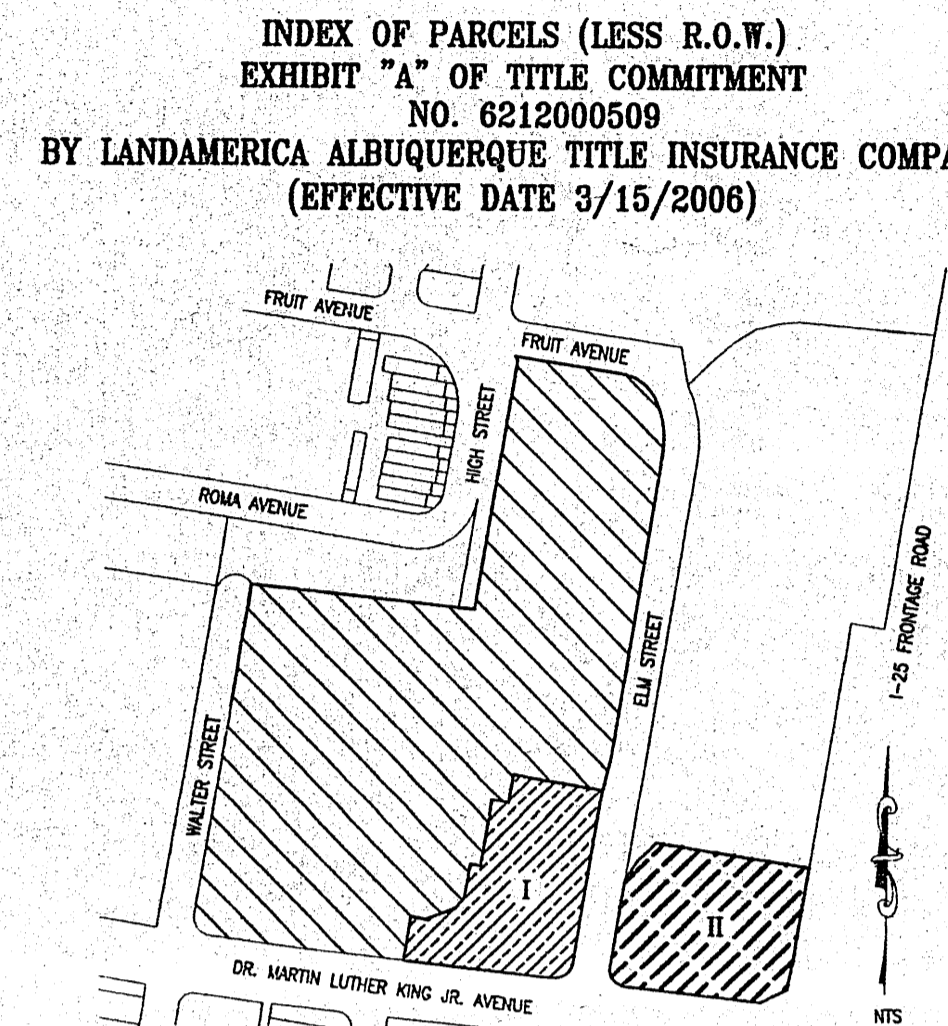 INDEX OF PARCELS (LESS R.O.W.)
EXHIBIT "A" OF TITLE COMMITMENT
NO. 6212000509
BY LANDAMERICA ALBUQUERQUE TITLE INSURANCE COMPA
(EFFECTIVE DATE 3/15/2006)
FRUIT AVENUE
FRUIT AVENUE
HIGH STREET
ROMA AVENUE
I-25 FRONTAGE ROAD
ELM STREET
WALTER STREET
I
II
DR. MARTIN LUTHER KING JR. AVENUE
NTS